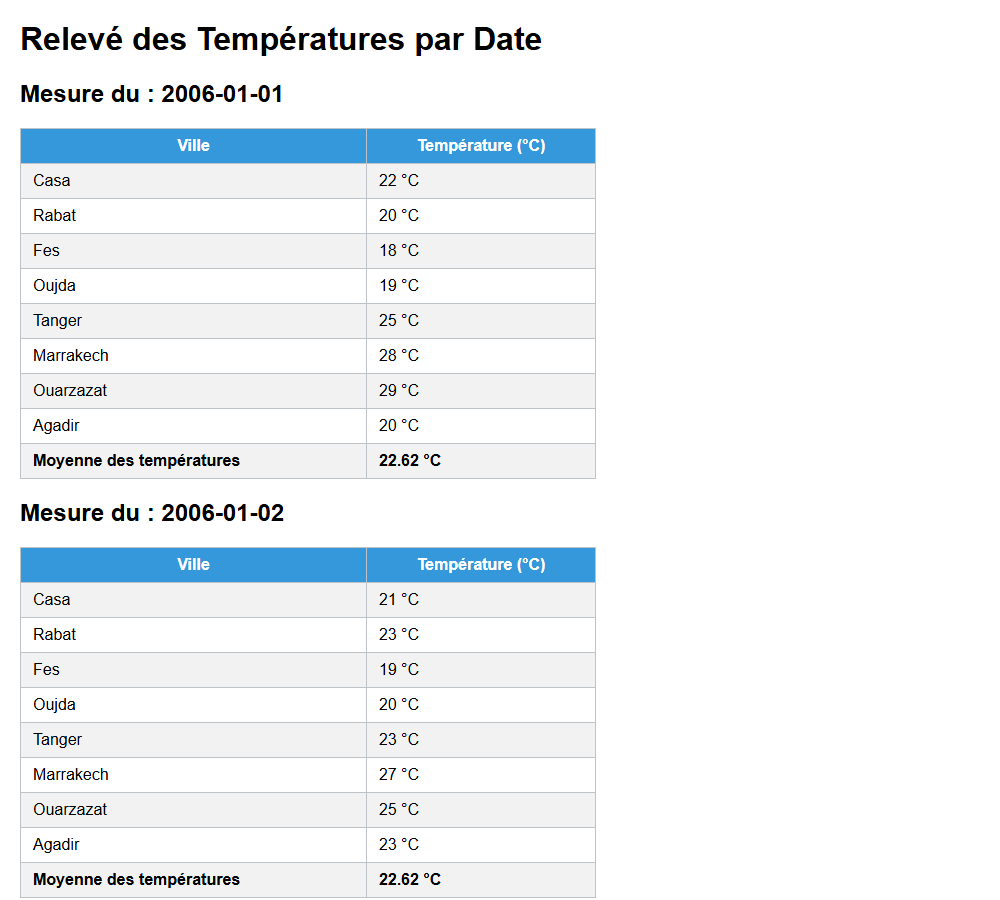 Relevé des Températures par Date
Mesure du : 2006-01-01
Ville Température (°C)
Casa 22 °C
Rabat 20 °C
Fes 18 °C
Oujda 19 °C
Tanger 25 °C
Marrakech 28 °C
Ouarzazat 29 °C
Agadir 20 °C
Moyenne des températures 22.62 °C
Mesure du : 2006-01-02
Ville Température (°C)
Casa 21 °C
Rabat 23 °C
Fes 19 °C
Oujda 20 °C
Tanger 23 °C
Marrakech 27 °C
Ouarzazat 25 °C
Agadir 23 °C
Moyenne des températures 22.62 °C